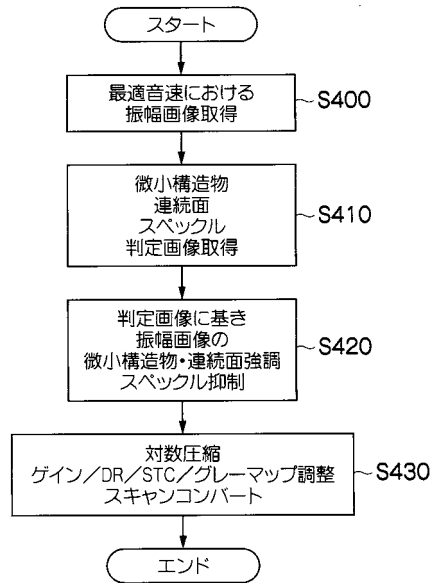 スタート
最適音速における
振幅画像取得
S400
微小構造物
連続面
スペックル
判定画像取得
S410
判定画像に基き
振幅画像の
微小構造物・連続面強調
スペックル抑制
S420
対数圧縮
ゲイン／DR／STC／グレーマップ調整
スキャンコンバート
S430
エンド